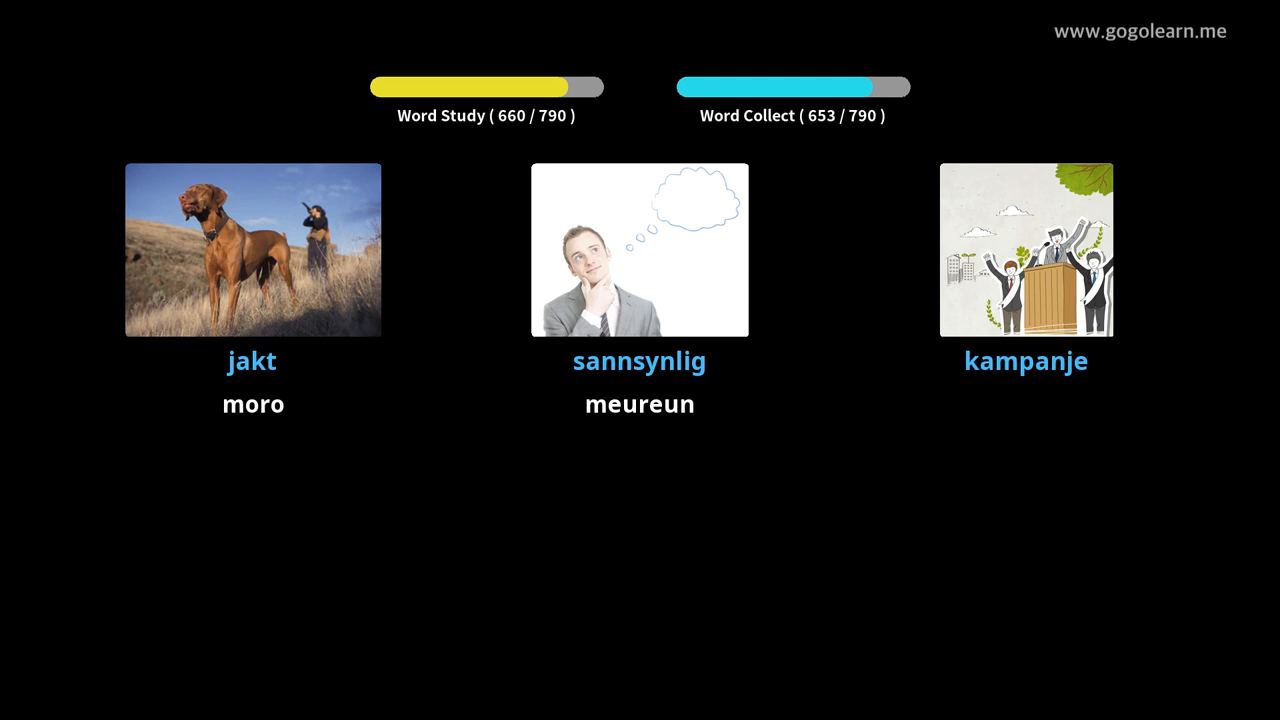 www.gogolearn.me
Word Study ( 660 / 790 )
Word Collect ( 653 / 790 )
jakt
sannsynlig
kampanje
moro
meureun